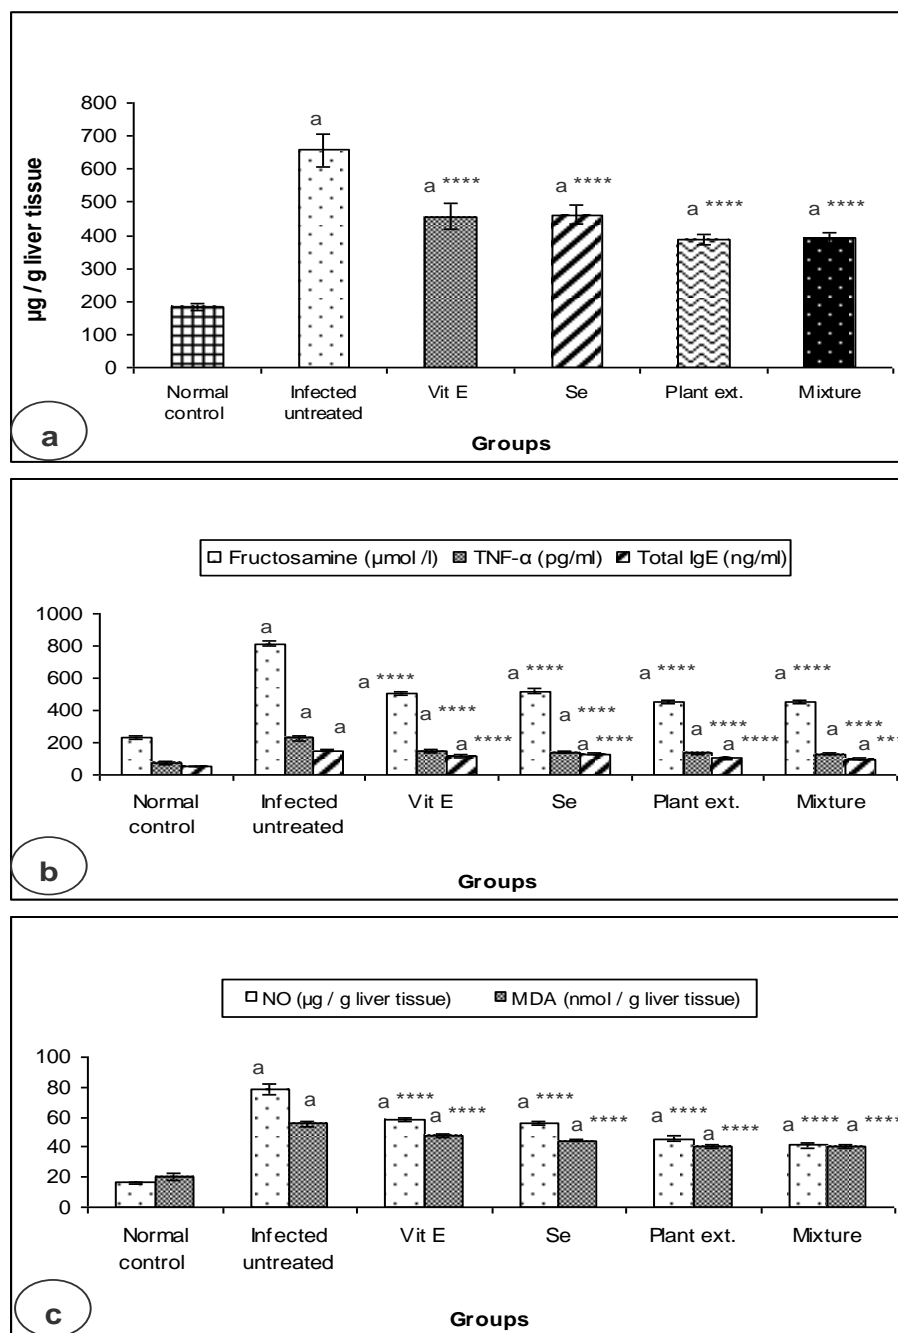 µg / g liver tissue
800
700
600
500
400
300
200
100
0
a
a ****
a ****
a ****
a ****
Normal control
Infected untreated
Vit E
Se
Plant ext.
Mixture
Groups
a
Fructosamine (µmol /l) TNF-α (pg/ml) Total IgE (ng/ml)
1000
800
600
400
200
0
a
a
a
a ****
a ****
a ****
a ****
a ****
a ****
a ****
a ****
a ****
a ****
a ****
a ***
Normal control
Infected untreated
Vit E
Se
Plant ext.
Mixture
Groups
b
NO (µg / g liver tissue) MDA (nmol / g liver tissue)
100
80
60
40
20
0
a
a
a ****
a ****
a ****
a ****
a ****
a ****
a ****
a ****
Normal control
Infected untreated
Vit E
Se
Plant ext.
Mixture
Groups
c